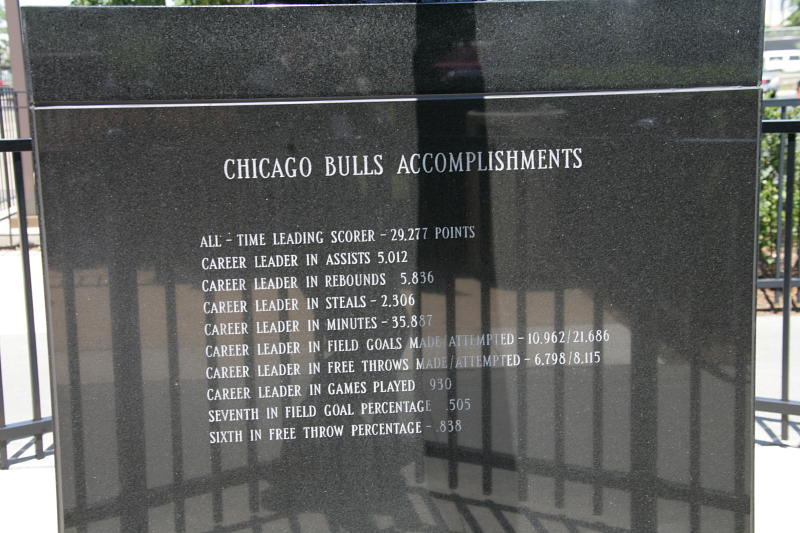 CHICAGO BULLS ACCOMPLISHMENTS
ALL - TIME LEADING SCORER - 29,277 POINTS
CAREER LEADER IN ASSISTS 5,012
CAREER LEADER IN REBOUNDS 5,836
CAREER LEADER IN STEALS - 2,306
CAREER LEADER IN MINUTES - 35,887
CAREER LEADER IN FIELD GOALS MADE/ATTEMPTED - 10,962/21,686
CAREER LEADER IN FREE THROWS MADE/ATTEMPTED - 6,798/8,115
CAREER LEADER IN GAMES PLAYED 930
SEVENTH IN FIELD GOAL PERCENTAGE .505
SIXTH IN FREE THROW PERCENTAGE - .838